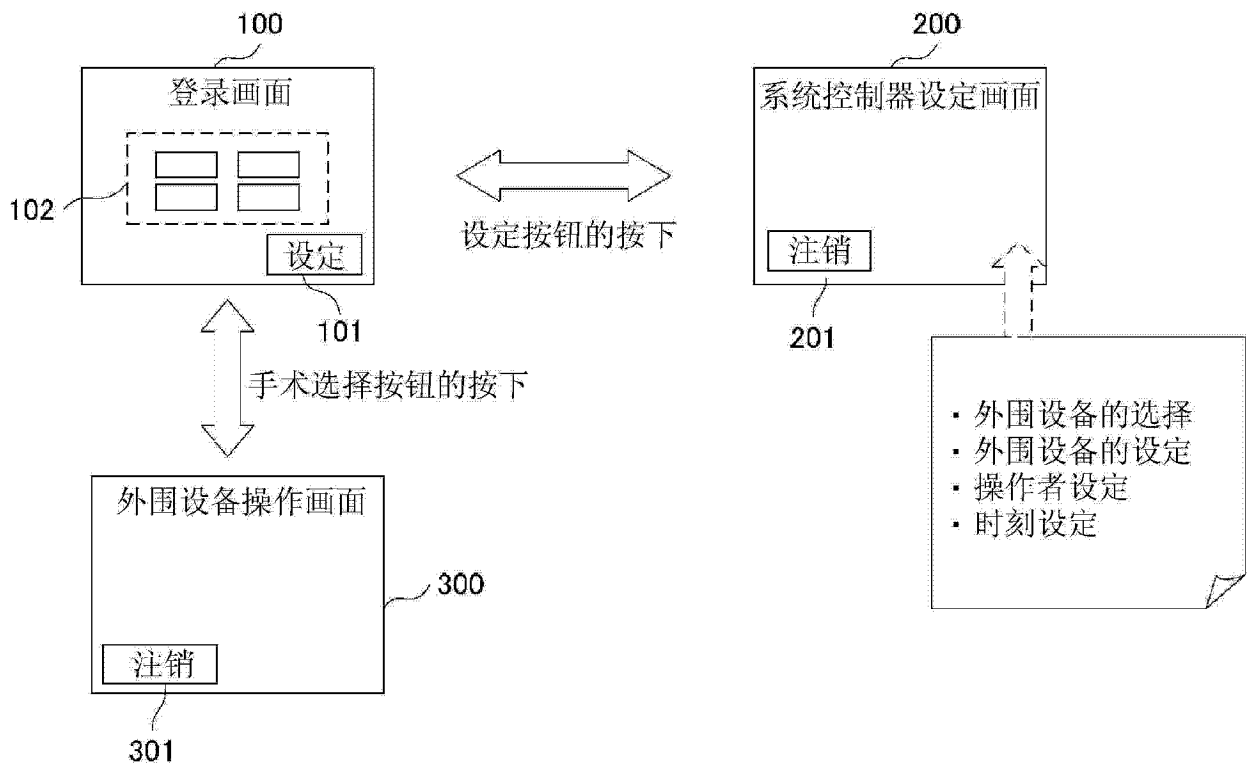 100
登录画面
102
设定
101
设定按钮的按下
200
系统控制器设定画面
注销
201
手术选择按钮的按下
· 外围设备的选择
· 外围设备的设定
· 操作者设定
· 时刻设定
外围设备操作画面
300
注销
301